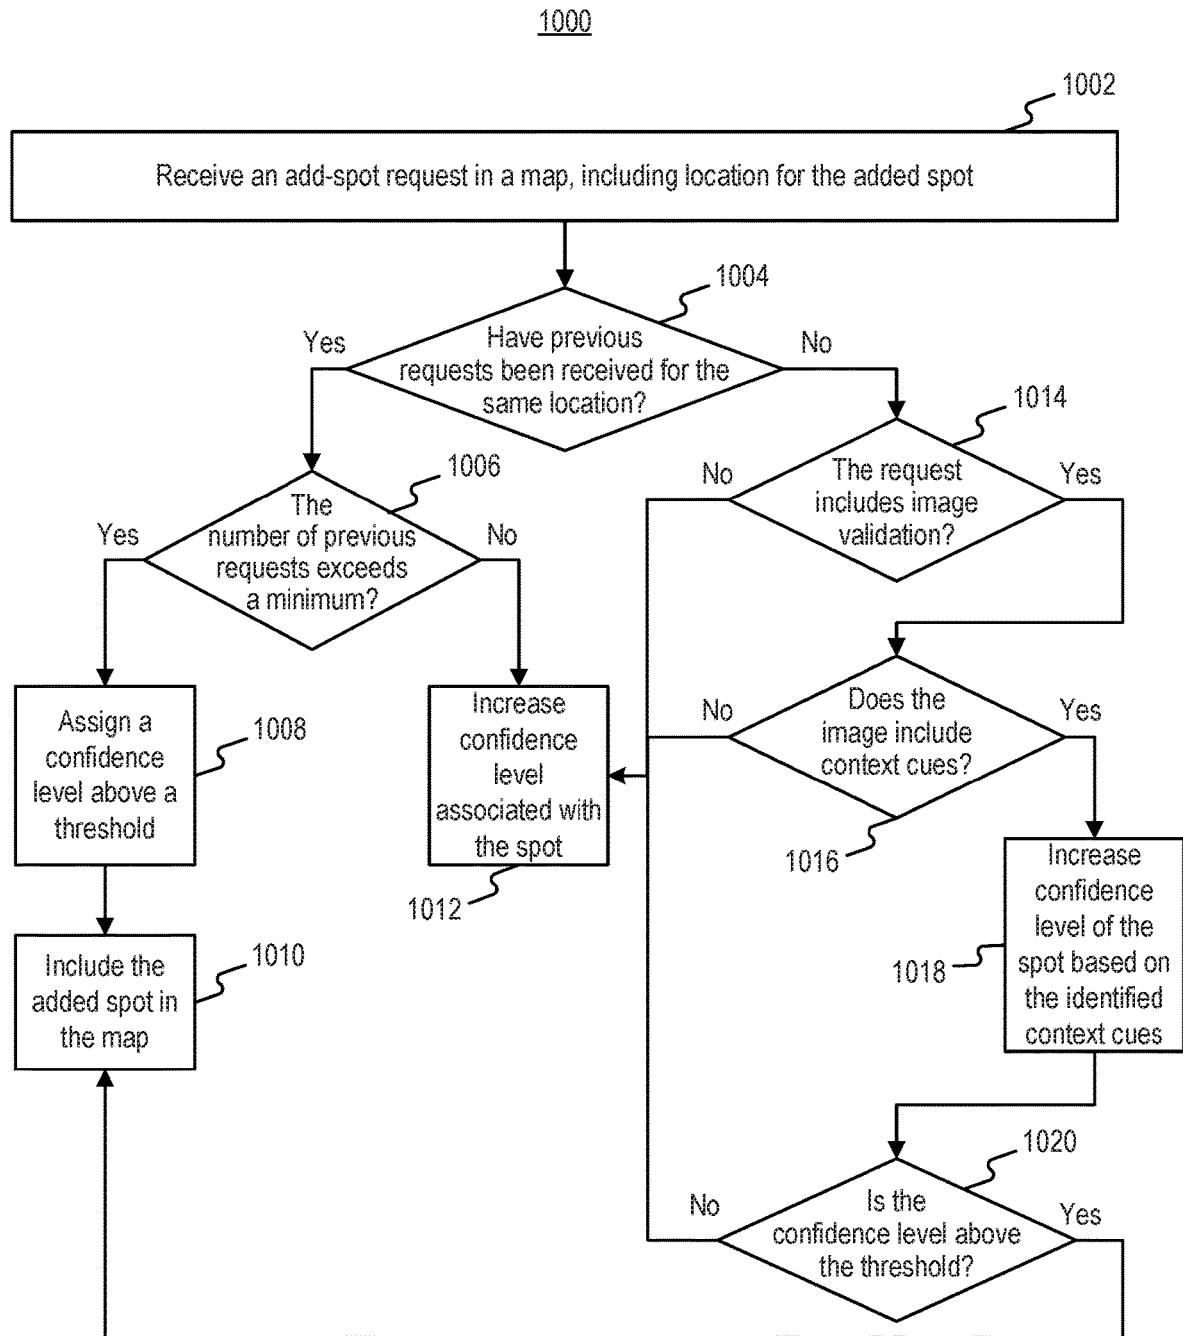 1000
1002
Receive an add-spot request in a map, including location for the added spot
1004
Have previous
requests been received for the
same location?
Yes
No
1006
The
number of previous
requests exceeds
a minimum?
Yes
No
1014
The request
includes image
validation?
No
Yes
Assign a
confidence
level above a
threshold
1008
Increase
confidence
level
associated with
the spot
1012
Does the
image include
context cues?
No
Yes
1016
Include the
added spot in
the map
1010
Increase
confidence
level of the
spot based on
the identified
context cues
1018
1020
Is the
confidence level above
the threshold?
No
Yes